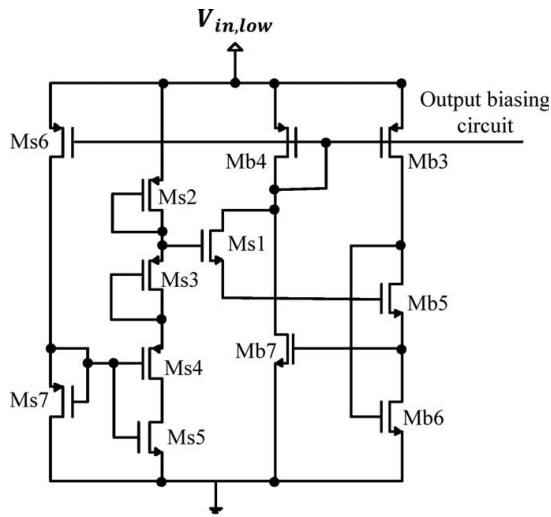 V_in,low
Output biasing
circuit
Ms6
Mb4
Mb3
Ms2
Ms1
Ms3
Mb5
Mb7
Ms4
Ms7
Mb6
Ms5